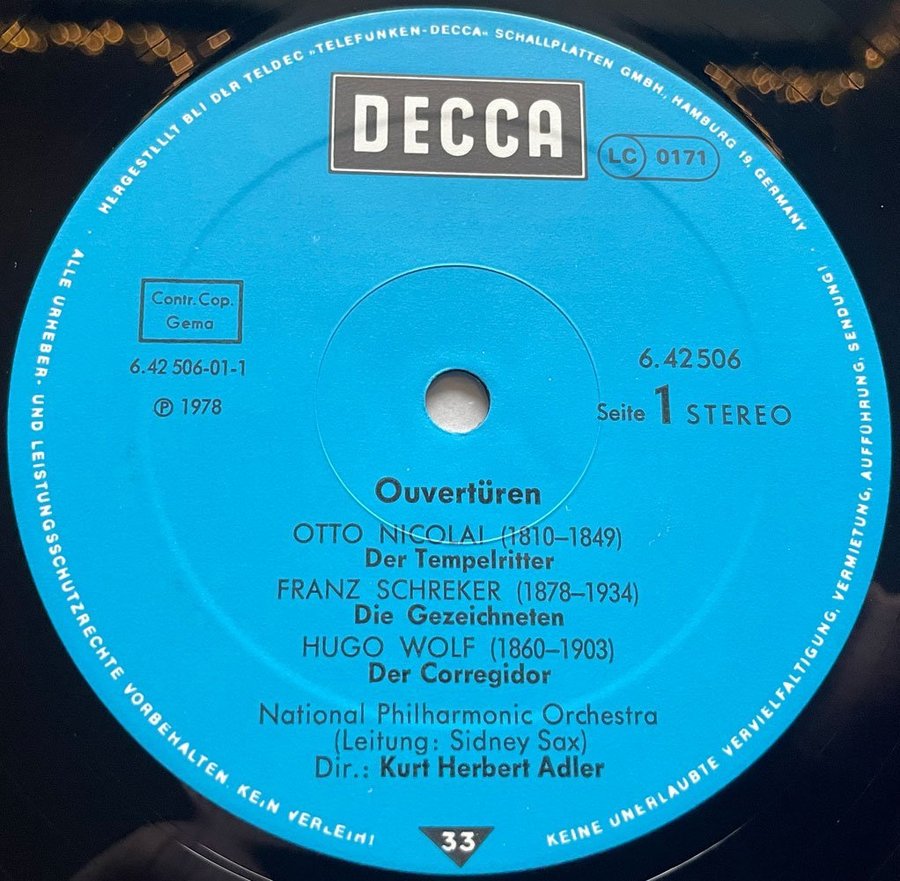 HERGESTELLT BEI DER TELDEC »TELEFUNKEN-DECCA« SCHALLPLATTEN GMBH., HAMBURG 19, GERMANY
DECCA
LC 0171
Contr. Cop.
Gema
6.42 506-01-1
Ⓟ 1978
6.42506
Seite 1 STEREO
Ouvertüren
OTTO NICOLAI (1810–1849)
Der Tempelritter
FRANZ SCHREKER (1878–1934)
Die Gezeichneten
HUGO WOLF (1860–1903)
Der Corregidor
National Philharmonic Orchestra
(Leitung: Sidney Sax)
Dir.: Kurt Herbert Adler
33
ALLE URHEBER- UND LEISTUNGSSCHUTZRECHTE VORBEHALTEN. KEIN VERLEIH!
KEINE UNERLAUBTE VERVIELFALTIGUNG, VERMIETUNG, AUFFÜHRUNG, SENDUNG!